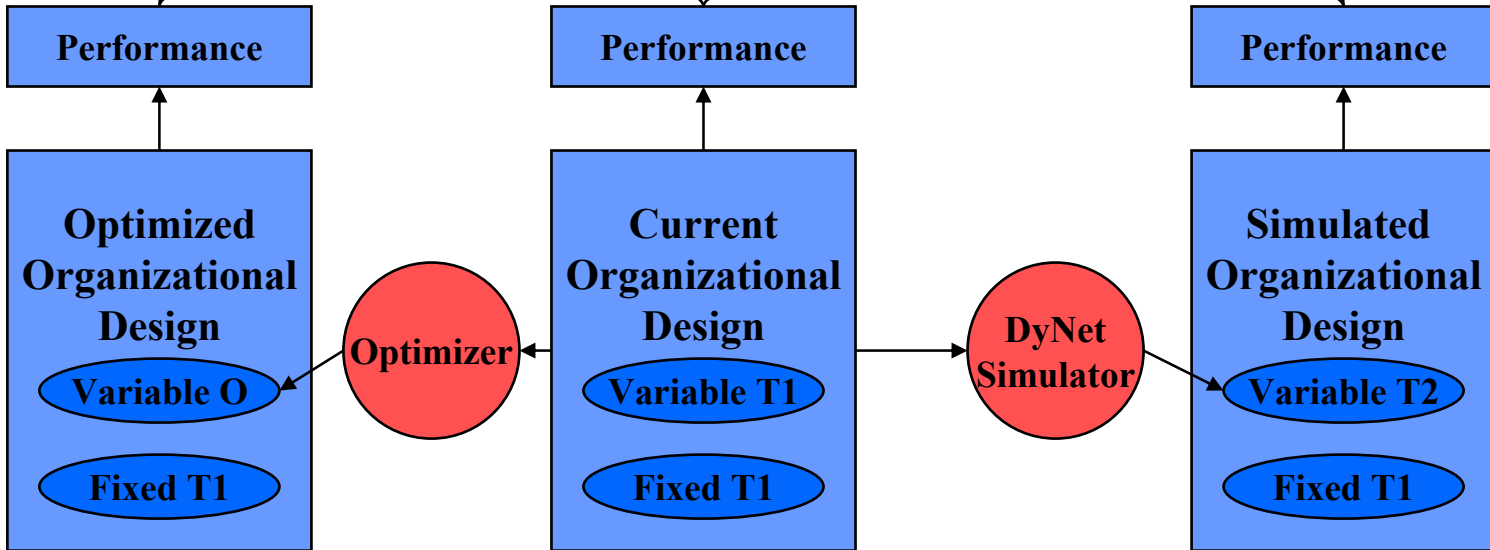 Performance
Performance
Performance
Optimized
Organizational
Design
Variable O
Fixed T1
Optimizer
Current
Organizational
Design
Variable T1
Fixed T1
DyNet
Simulator
Simulated
Organizational
Design
Variable T2
Fixed T1